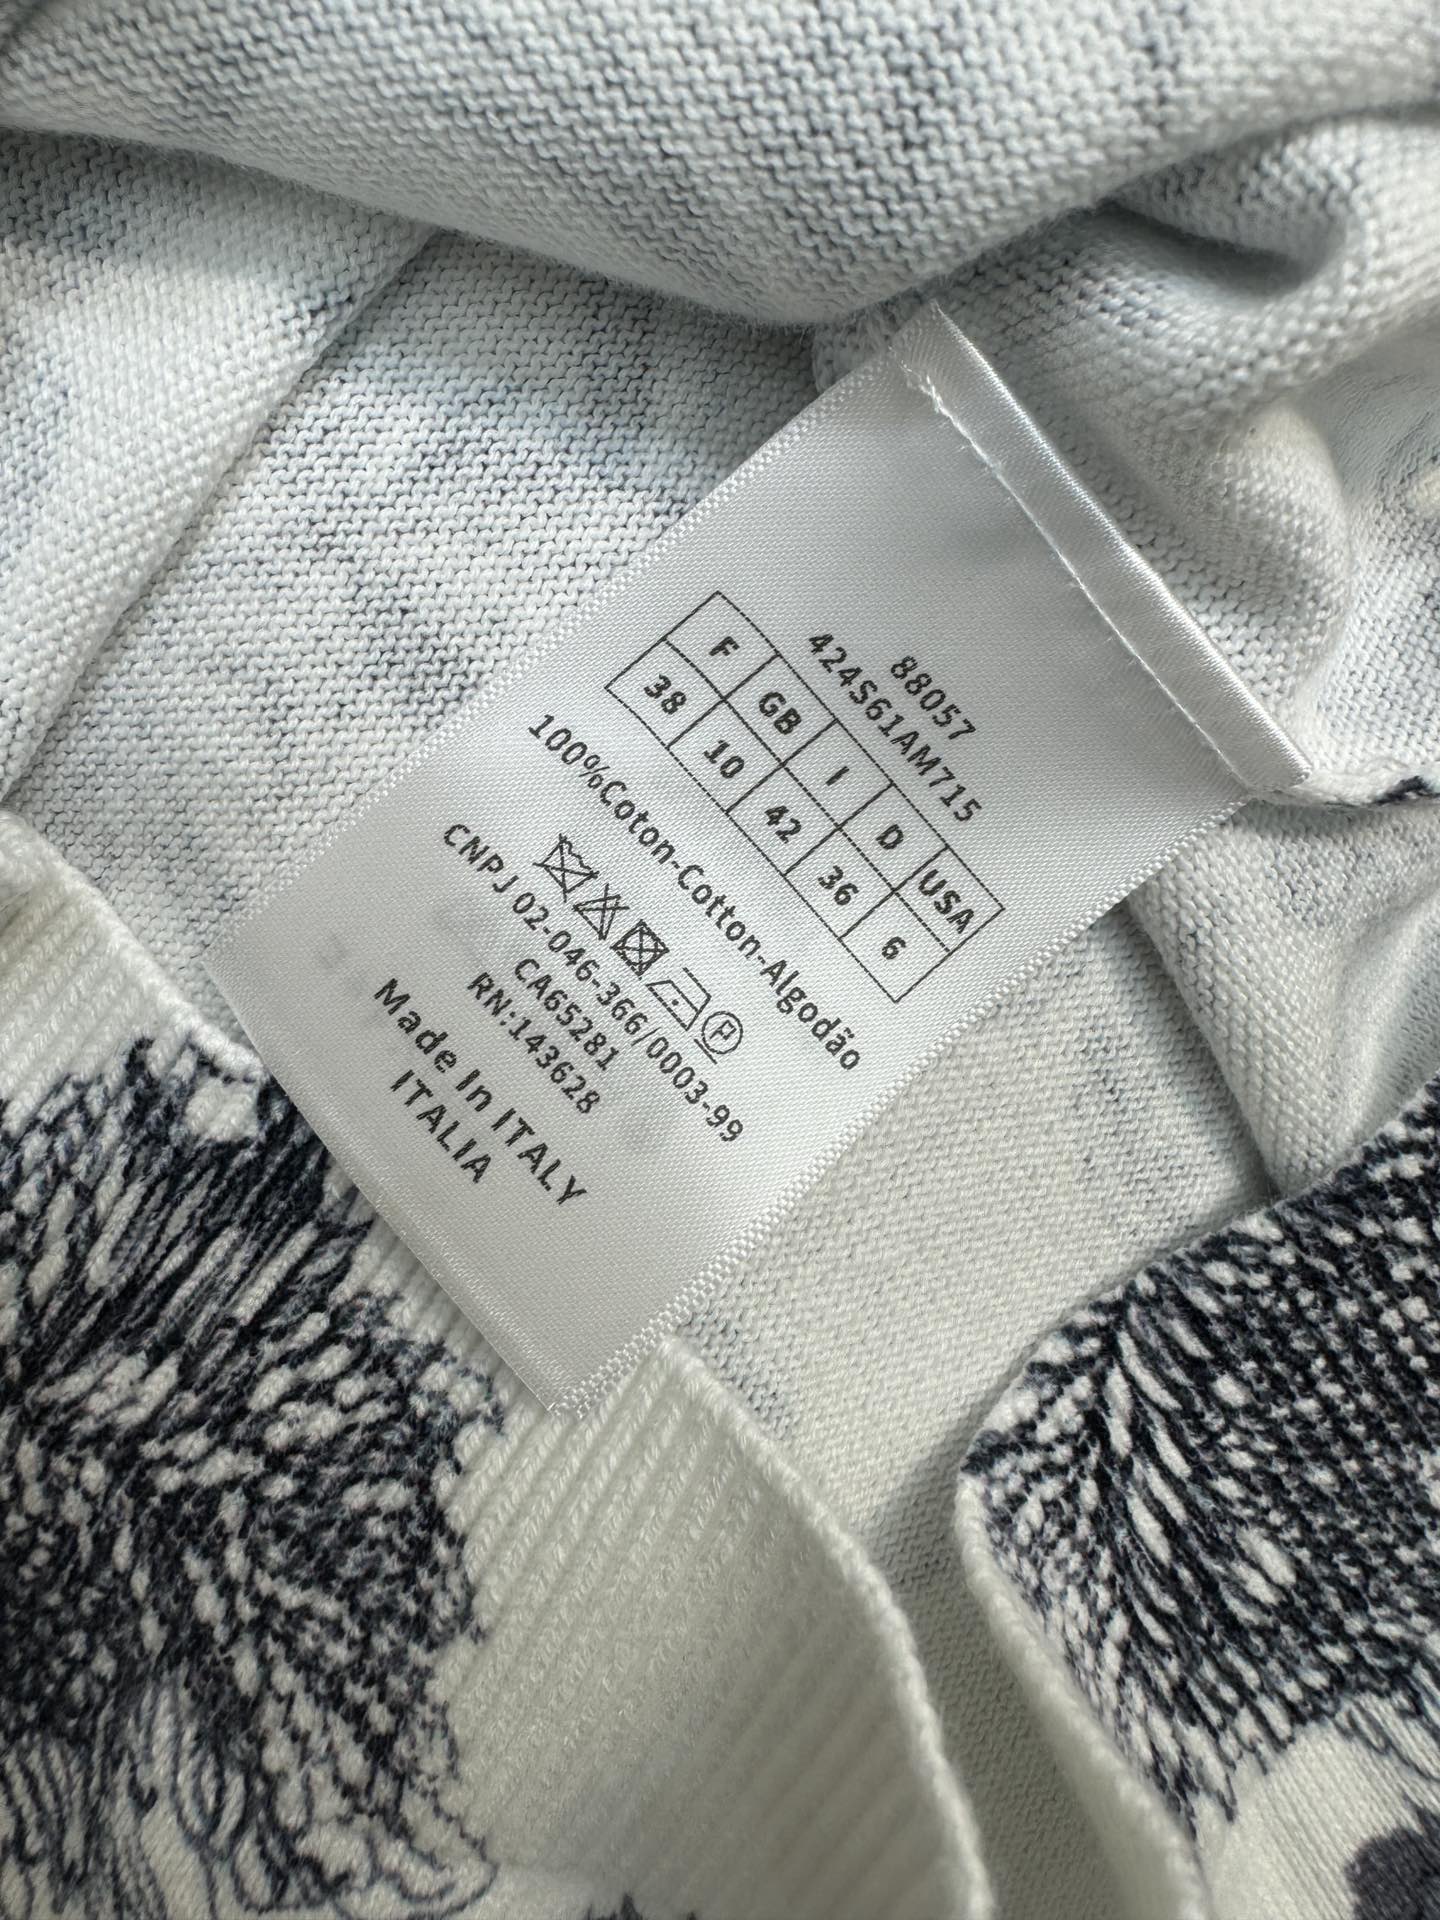 88057
424S61AM715
F GB I D USA
38 10 42 36 6
100%Coton-Cotton-Algodão
P
CNPJ 02-046-366/0003-99
CA65281
RN:143628
Made In ITALY
ITALIA